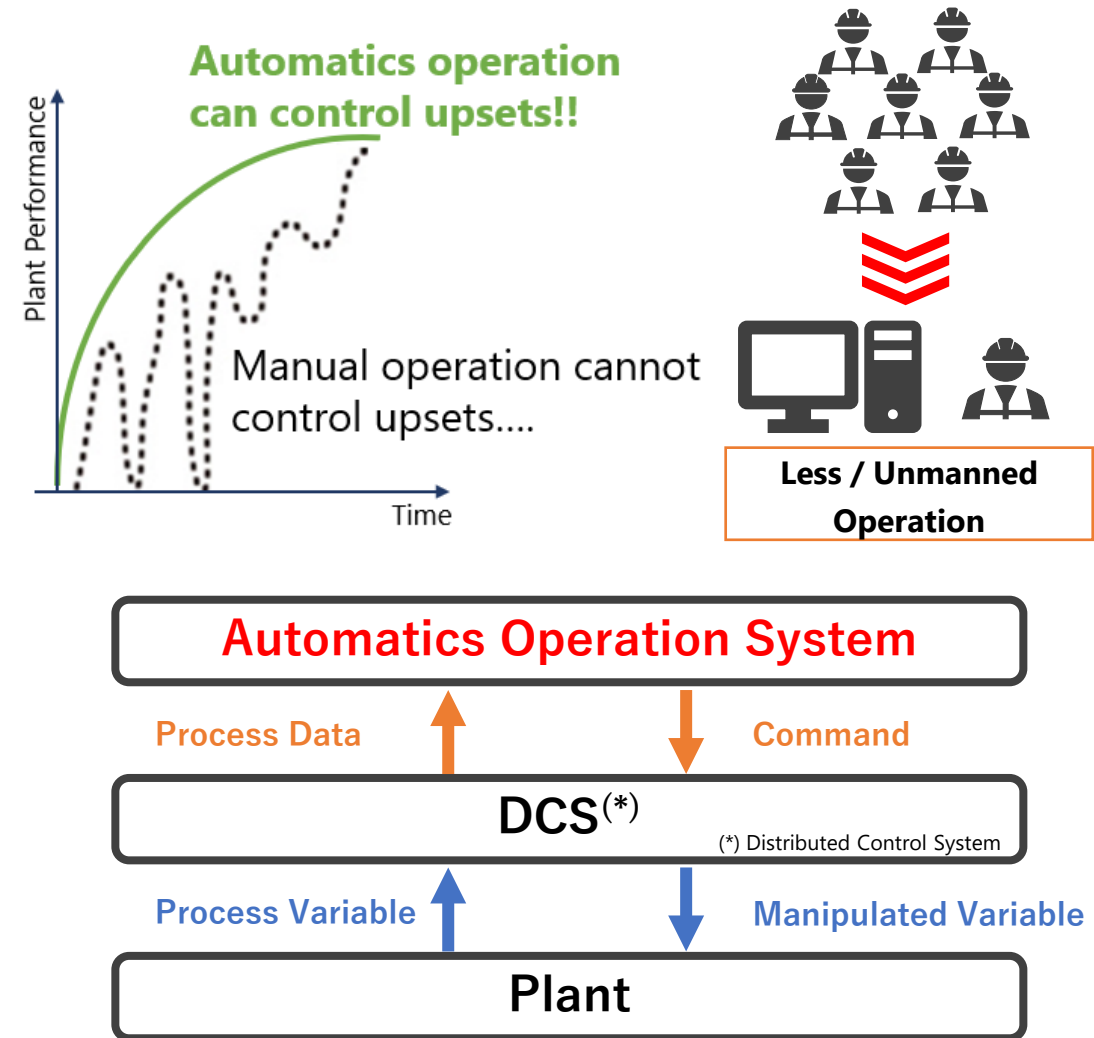 Automatics operation
can control upsets!!
Plant Performance
Manual operation cannot
control upsets....
Time
Less / Unmanned
Operation
Automatics Operation System
Process Data
Command
DCS(*)
(*) Distributed Control System
Process Variable
Manipulated Variable
Plant